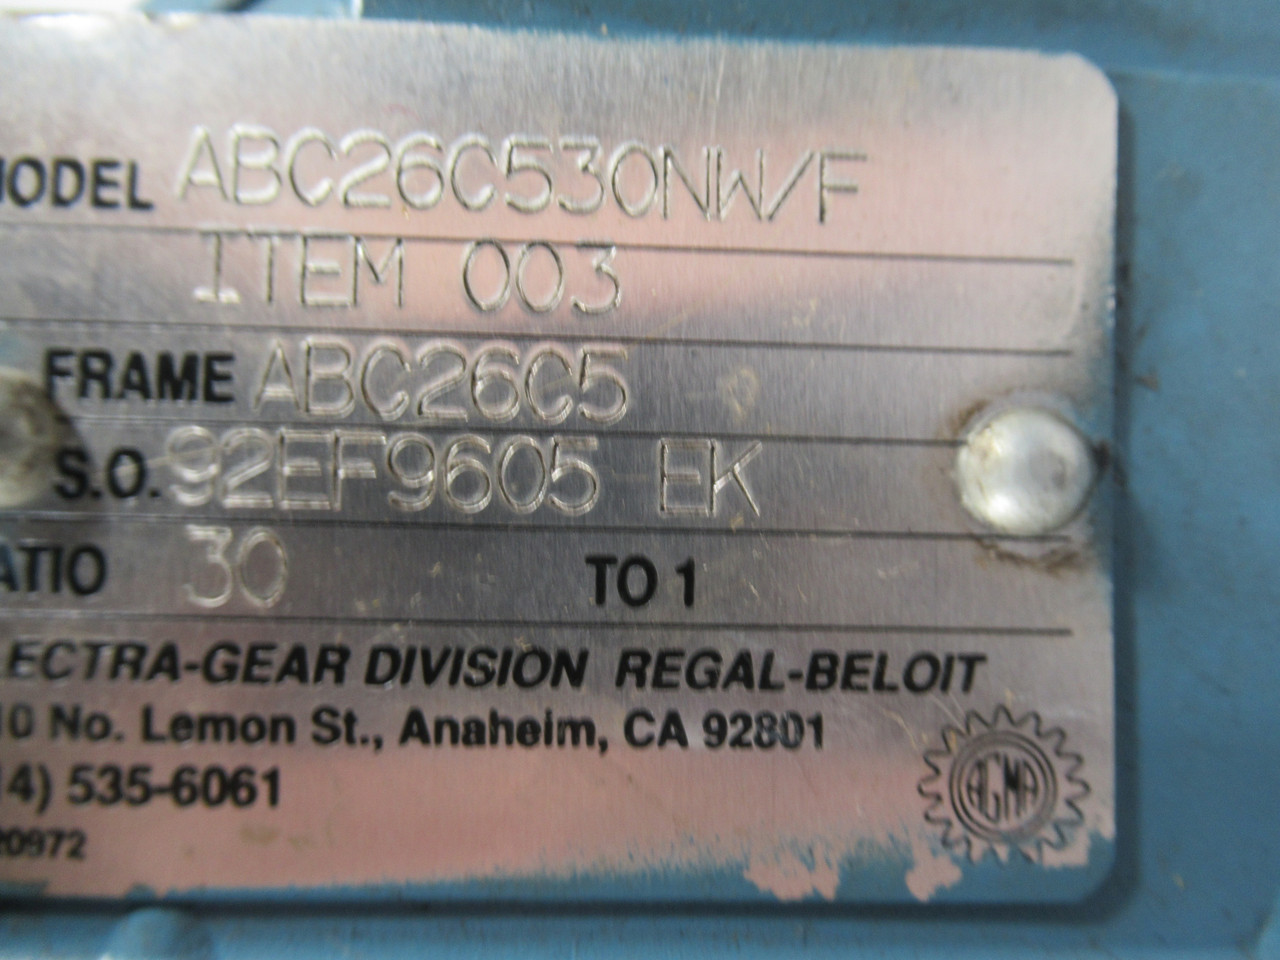 MODEL ABC26C530NW/F
ITEM 003
FRAME ABC26C5
S.O. 92EF9605 EK
ATIO 30 TO 1
LECTRA-GEAR DIVISION REGAL-BELOIT
10 No. Lemon St., Anaheim, CA 92801
14) 535-6061
20972
AGMA